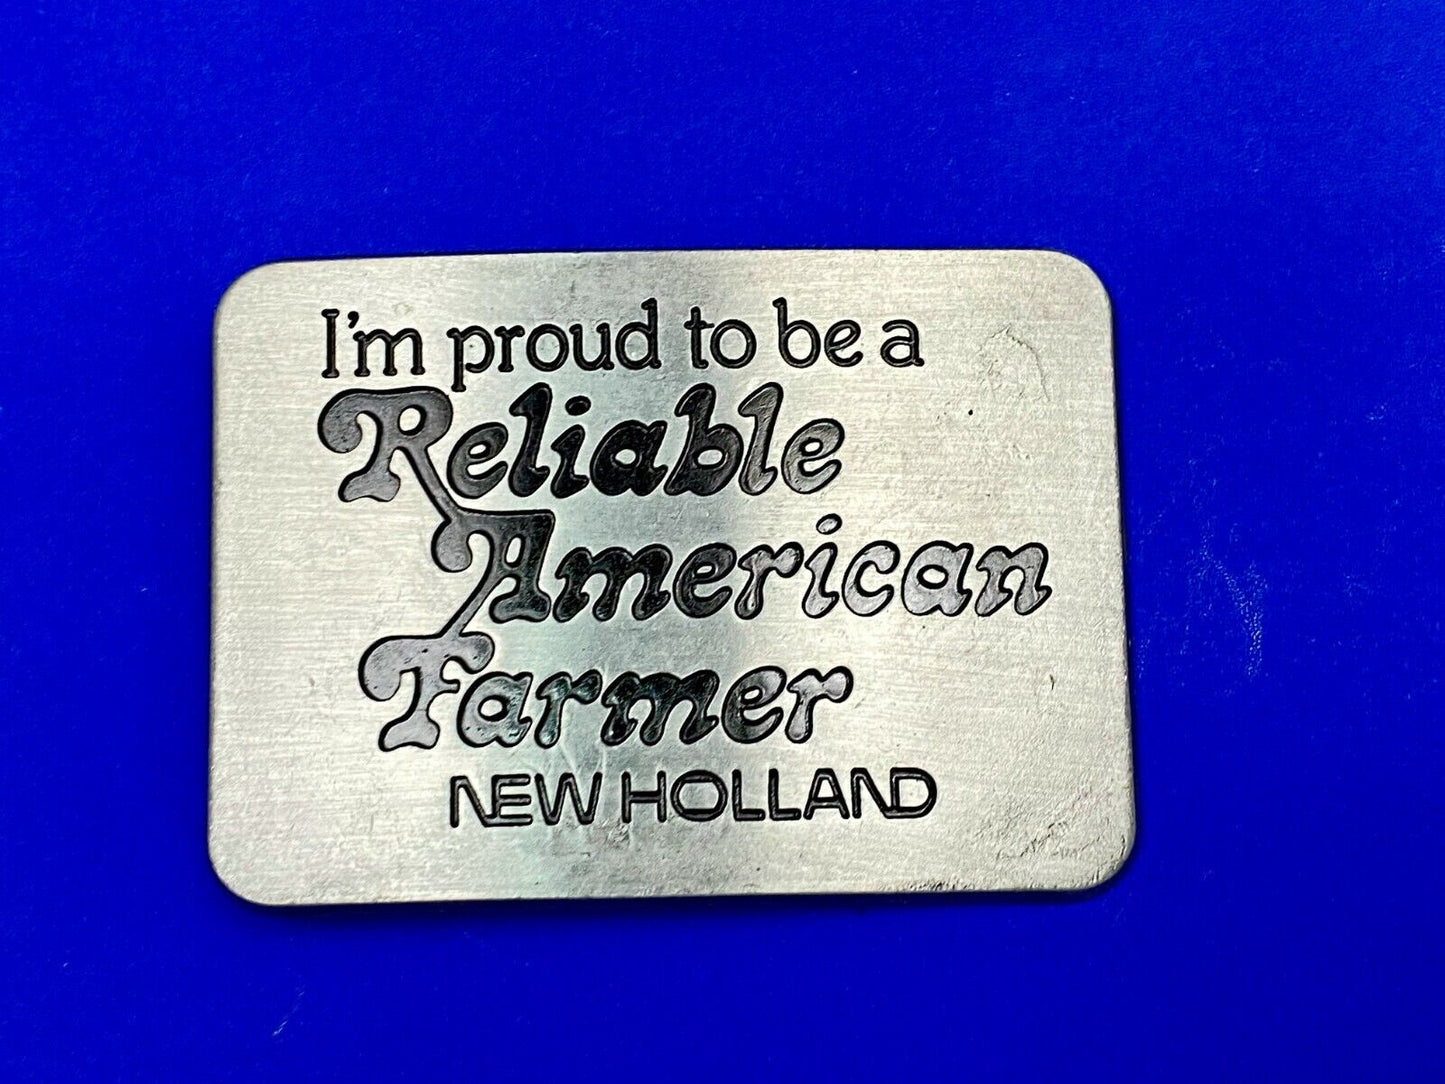 I'm proud to be a
Reliable
American
Farmer
NEW HOLLAND